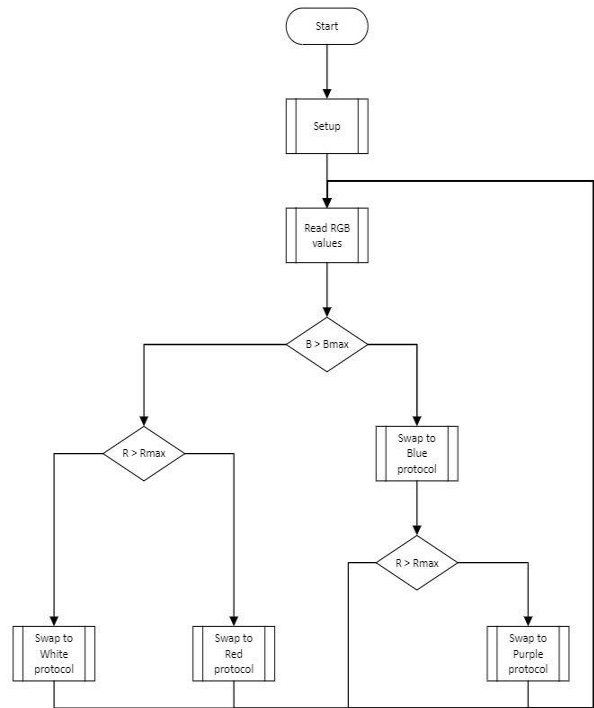 Start
Setup
Read RGB
values
B > Bmax
R > Rmax
Swap to
Blue
protocol
R > Rmax
Swap to
White
protocol
Swap to
Red
protocol
Swap to
Purple
protocol